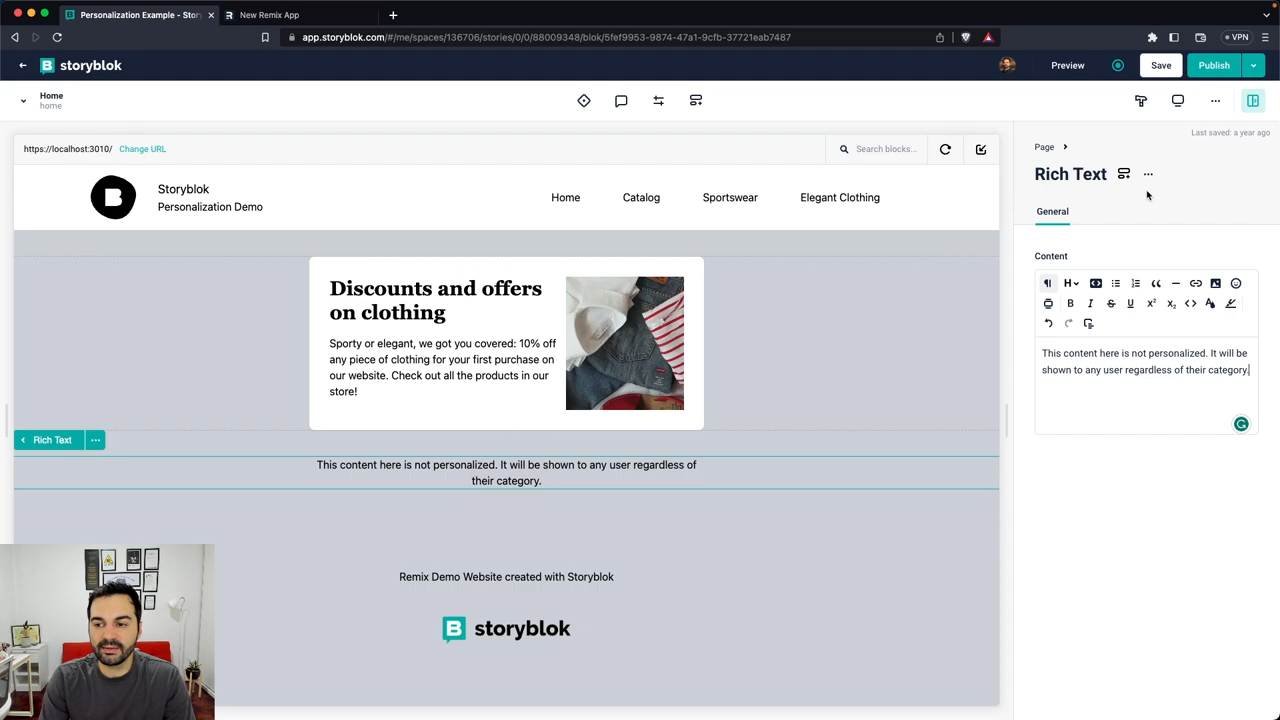 Personalization Example - Stor
New Remix App
app.storyblok.com/#/me/spaces/136706/stories/0/0/88009348/blok/5fef9953-9874-47a1-9cfb-37721eab7487
VPN
storyblok
Preview
Save
Publish
Home
home
Last saved: a year ago
https://localhost:3010/ Change URL
Search blocks...
Page
Rich Text
General
Storyblok
Personalization Demo
Home
Catalog
Sportswear
Elegant Clothing
Discounts and offers
on clothing
Sporty or elegant, we got you covered: 10% off
any piece of clothing for your first purchase on
our website. Check out all the products in our
store!
Content
This content here is not personalized. It will be
shown to any user regardless of their category.
Rich Text
This content here is not personalized. It will be shown to any user regardless of
their category.
Remix Demo Website created with Storyblok
storyblok